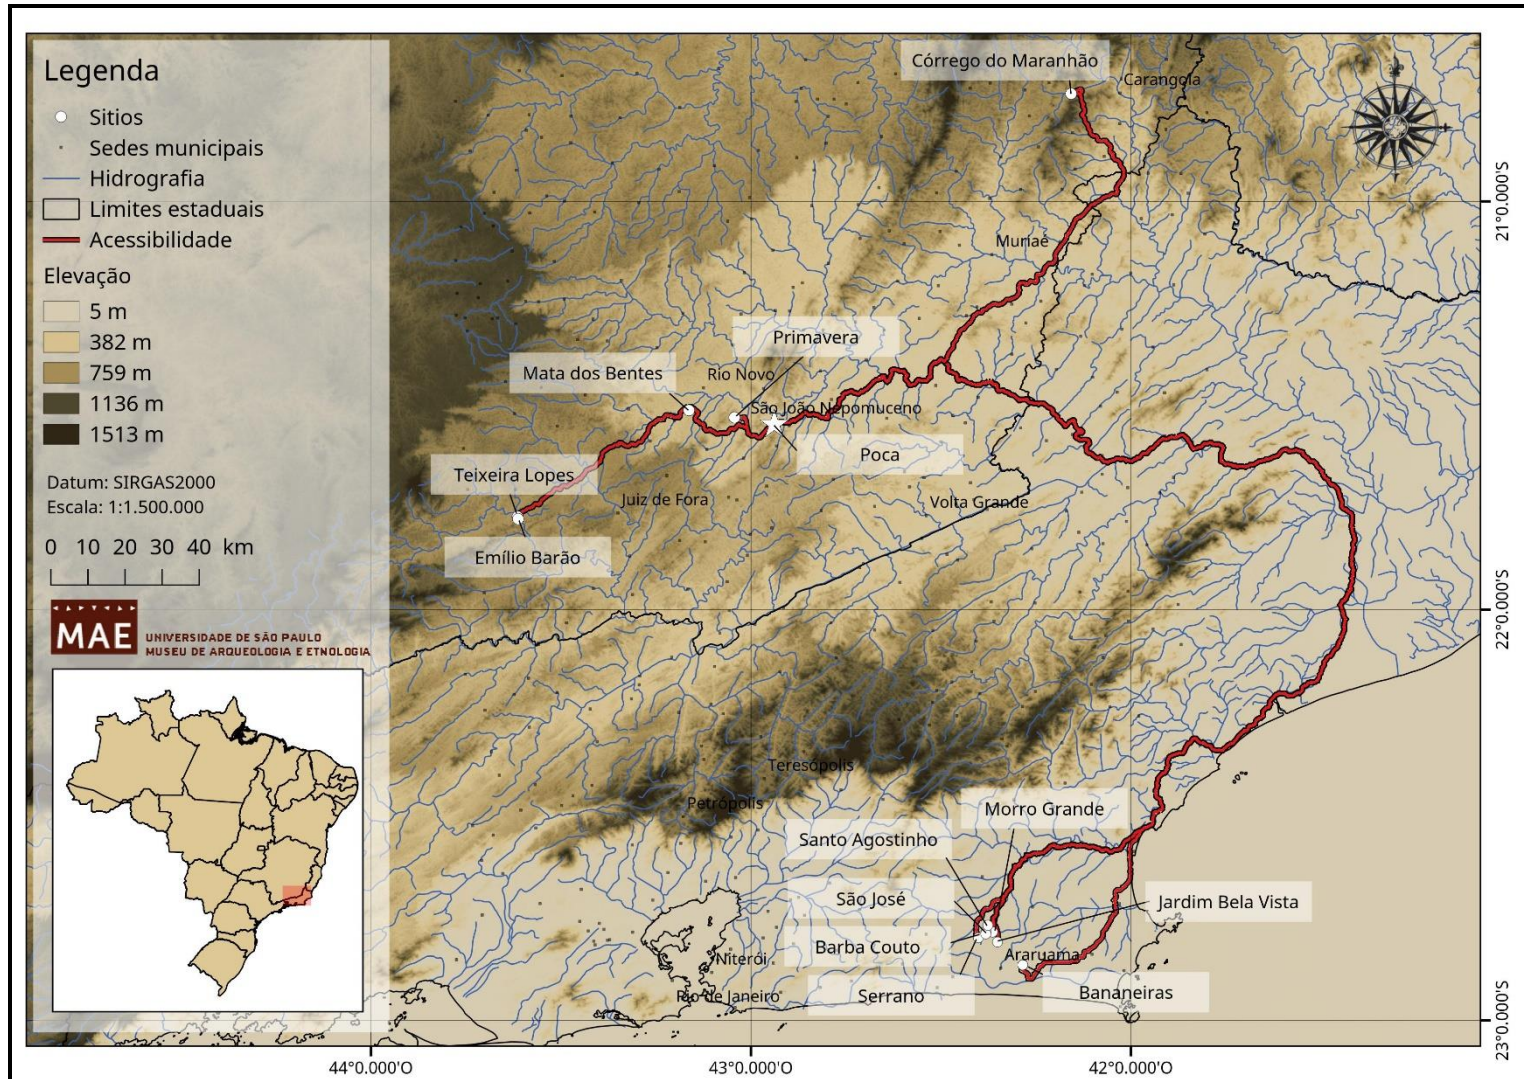 Legenda
Sitios
Sedes municipais
Hidrografia
Limites estaduais
Acessibilidade
Elevação
5 m
382 m
759 m
1136 m
1513 m
Datum: SIRGAS2000
Escala: 1:1.500.000
0 10 20 30 40 km
MAE
UNIVERSIDADE DE SÃO PAULO
MUSEU DE ARQUEOLOGIA E ETNOLOGIA
Córrego do Maranhão
Carangola
Muriaé
Primavera
Mata dos Bentes
Rio Novo
São João Nepomuceno
Poca
Teixeira Lopes
Juiz de Fora
Volta Grande
Emílio Barão
Teresópolis
Petrópolis
Morro Grande
Santo Agostinho
São José
Jardim Bela Vista
Barba Couto
Araruama
Niterói
Serrano
Bananeiras
Rio de Janeiro
21°0.000'S
22°0.000'S
23°0.000'S
44°0.000'O
43°0.000'O
42°0.000'O